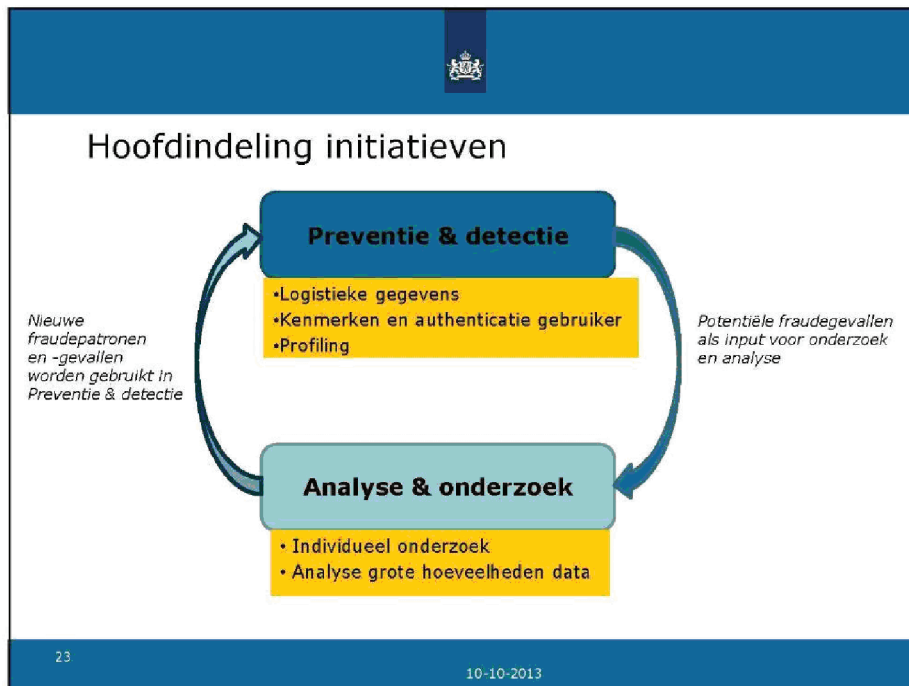 Hoofdindeling initiatieven
Preventie & detectie
•Logistieke gegevens
•Kenmerken en authenticatie gebruiker
•Profiling
Nieuwe
fraudepatronen
en -gevallen
worden gebruikt in
Preventie & detectie
Potentiële fraudegevallen
als input voor onderzoek
en analyse
Analyse & onderzoek
• Individueel onderzoek
• Analyse grote hoeveelheden data
23
10-10-2013